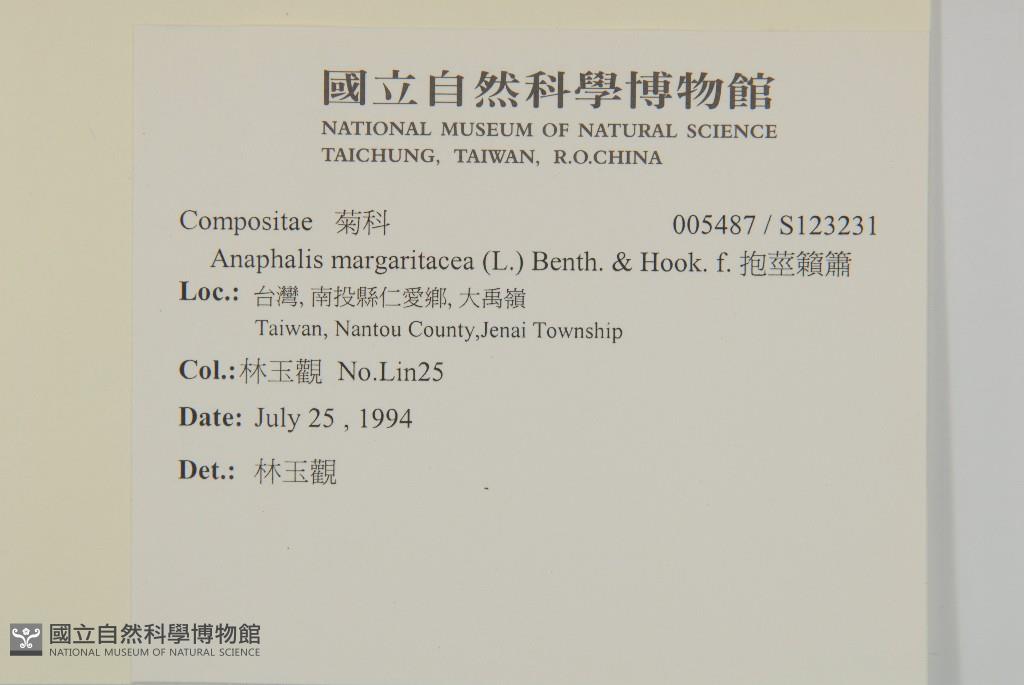 國立自然科學博物館
NATIONAL MUSEUM OF NATURAL SCIENCE
TAICHUNG, TAIWAN, R.O.CHINA
Compositae 菊科 005487 / S123231
Anaphalis margaritacea (L.) Benth. & Hook. f. 抱莖籟簫
Loc.: 台灣, 南投縣仁愛鄉, 大禹嶺
Taiwan, Nantou County,Jenai Township
Col.: 林玉觀 No.Lin25
Date: July 25 , 1994
Det.: 林玉觀
國立自然科學博物館
NATIONAL MUSEUM OF NATURAL SCIENCE